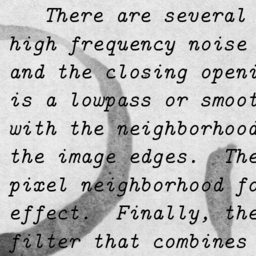 There are several
high frequency noise
and the closing openi
is a lowpass or smoot
with the neighborhood
the image edges. The
pixel neighborhood fo
effect. Finally, the
filter that combines